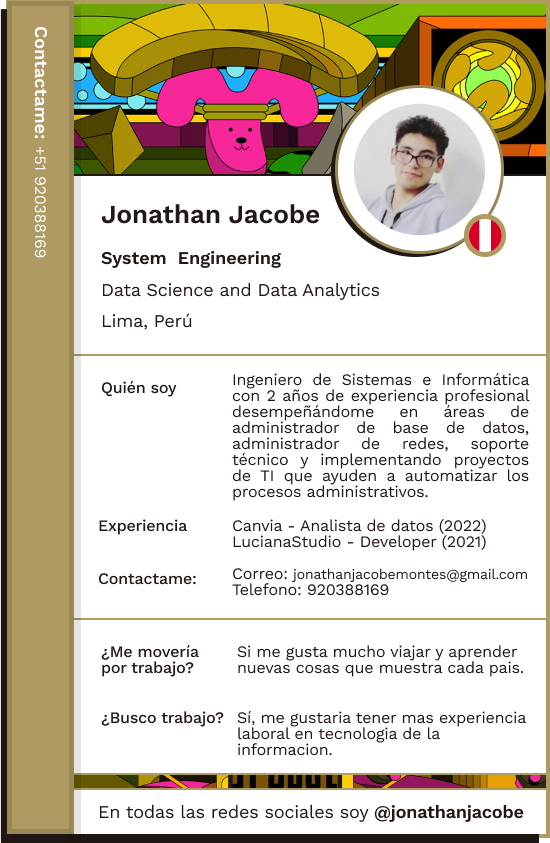 Contactame: +51 920388169
Jonathan Jacobe
System Engineering
Data Science and Data Analytics
Lima, Perú
Quién soy
Ingeniero de Sistemas e Informática
con 2 años de experiencia profesional
desempeñándome en áreas de
administrador de base de datos,
administrador de redes, soporte
técnico y implementando proyectos
de TI que ayuden a automatizar los
procesos administrativos.
Experiencia
Canvia - Analista de datos (2022)
LucianaStudio - Developer (2021)
Contactame:
Correo: jonathanjacobemontes@gmail.com
Telefono: 920388169
¿Me movería
por trabajo?
Si me gusta mucho viajar y aprender
nuevas cosas que muestra cada pais.
¿Busco trabajo?
Sí, me gustaria tener mas experiencia
laboral en tecnologia de la
informacion.
En todas las redes sociales soy @jonathanjacobe